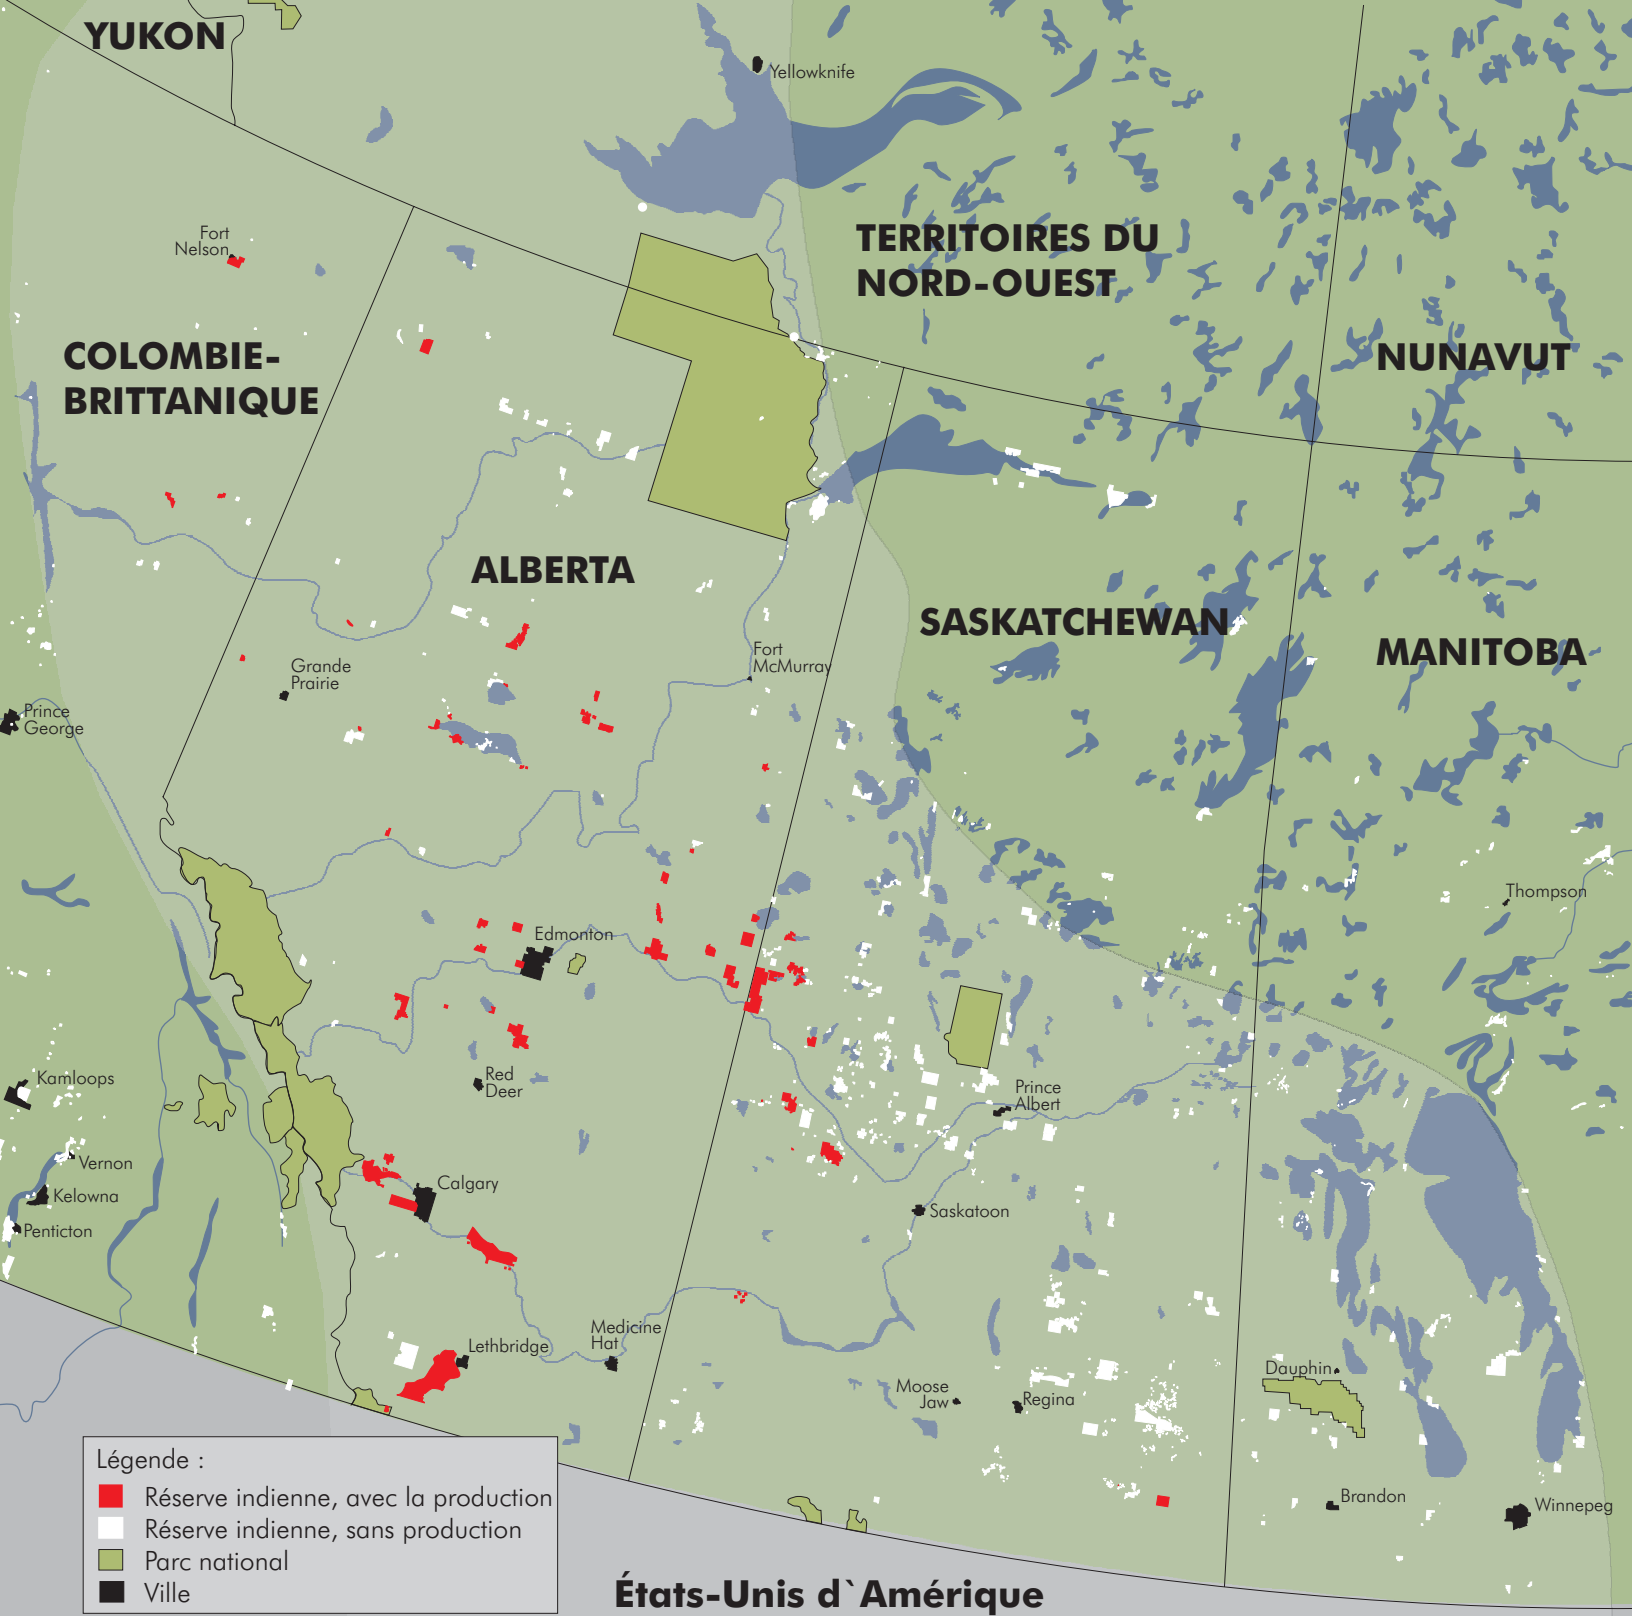 YUKON
Yellowknife
Fort
Nelson
TERRITOIRES DU
NORD-OUEST
COLOMBIE-
BRITTANIQUE
NUNAVUT
ALBERTA
SASKATCHEWAN
MANITOBA
Fort
McMurray
Grande
Prairie
Prince
George
Thompson
Edmonton
Kamloops
Red
Deer
Prince
Albert
Vernon
Kelowna
Penticton
Calgary
Saskatoon
Medicine
Hat
Lethbridge
Moose
Jaw
Regina
Dauphin
Brandon
Winnepeg
Légende :
Réserve indienne, avec la production
Réserve indienne, sans production
Parc national
Ville
États-Unis d`Amérique